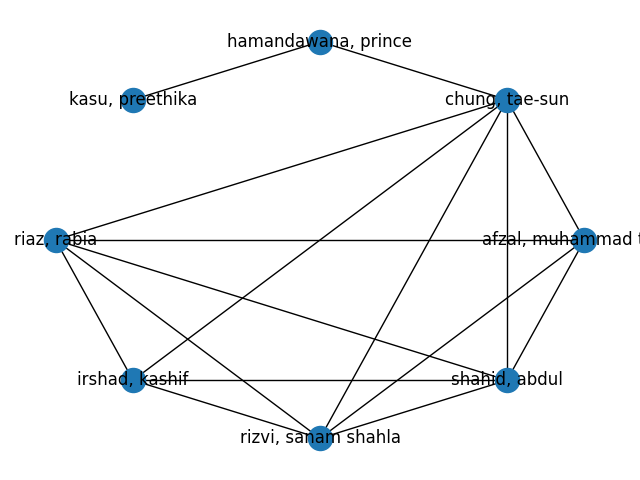 hamandawana, prince
kasu, preethika
chung, tae-sun
riaz, rabia
afzal, muhammad
irshad, kashif
shahid, abdul
rizvi, sanam shahla